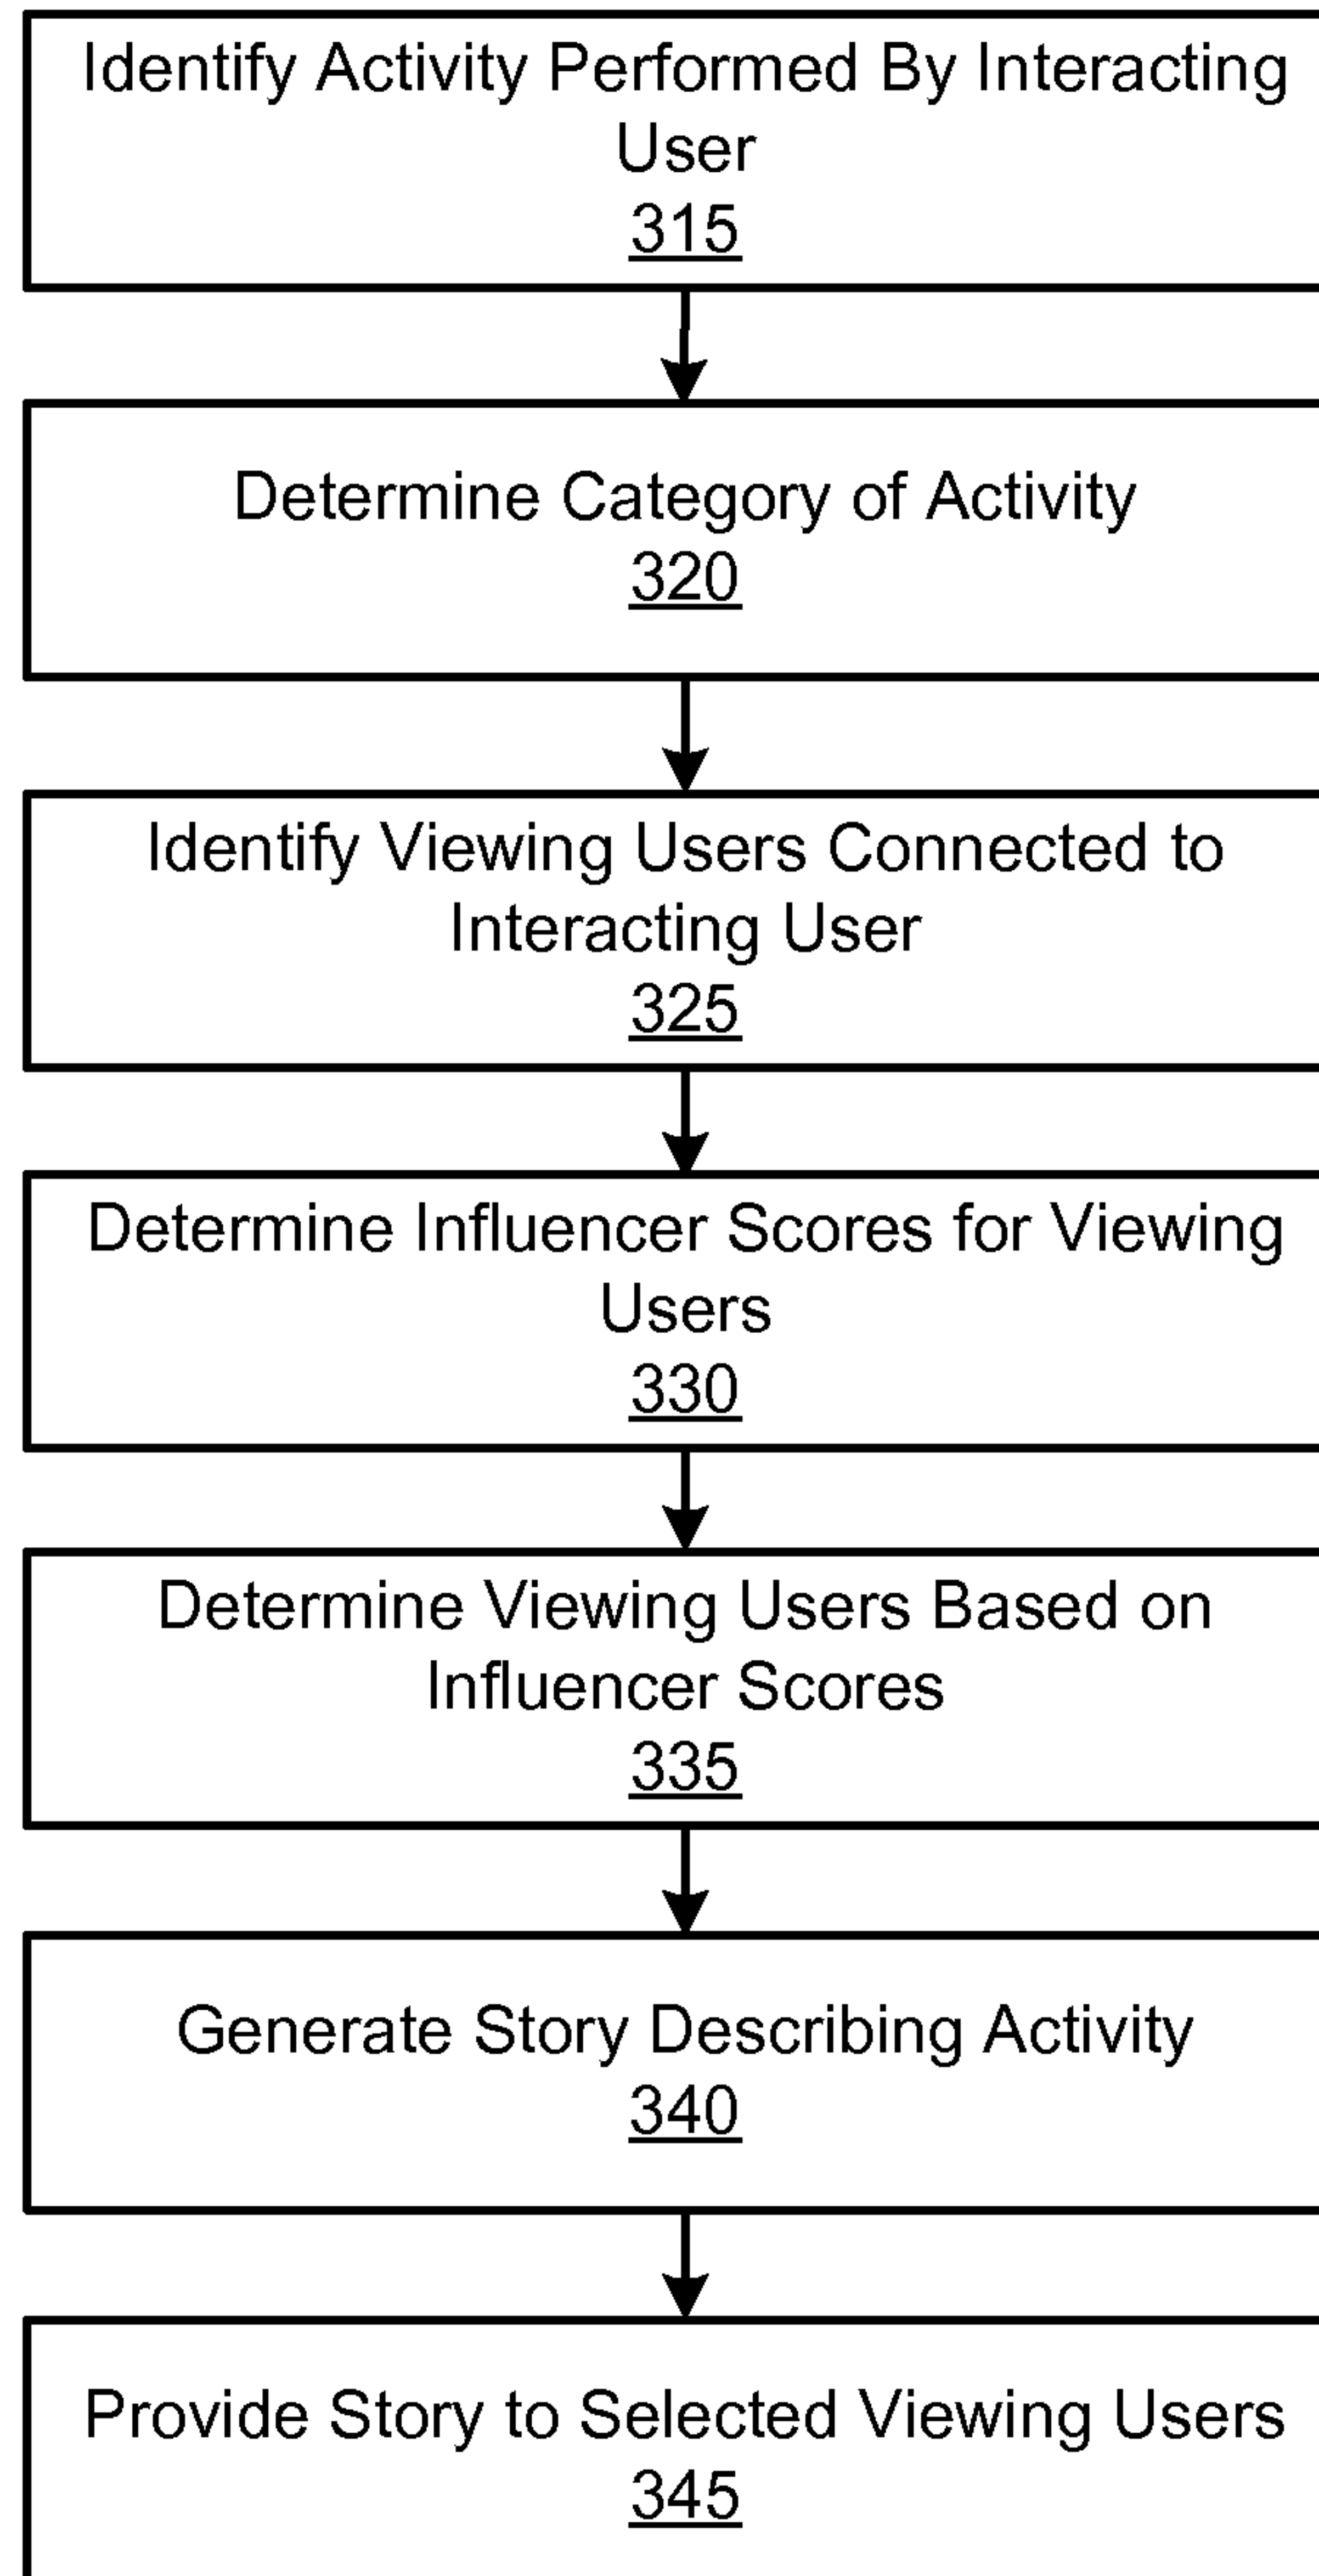 Identify Activity Performed By Interacting
User
315
Determine Category of Activity
320
Identify Viewing Users Connected to
Interacting User
325
Determine Influencer Scores for Viewing
Users
330
Determine Viewing Users Based on
Influencer Scores
335
Generate Story Describing Activity
340
Provide Story to Selected Viewing Users
345